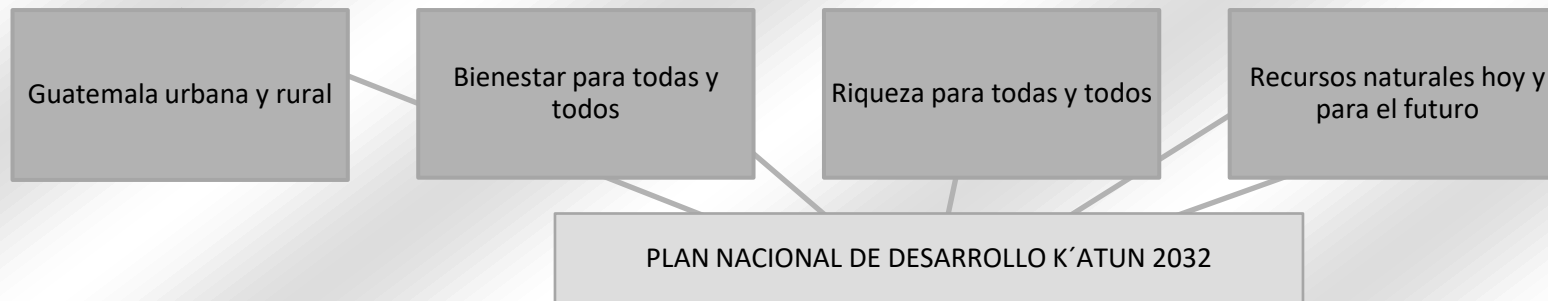 Guatemala urbana y rural
Bienestar para todas y
todos
Riqueza para todas y todos
Recursos naturales hoy y
para el futuro
PLAN NACIONAL DE DESARROLLO K´ATUN 2032